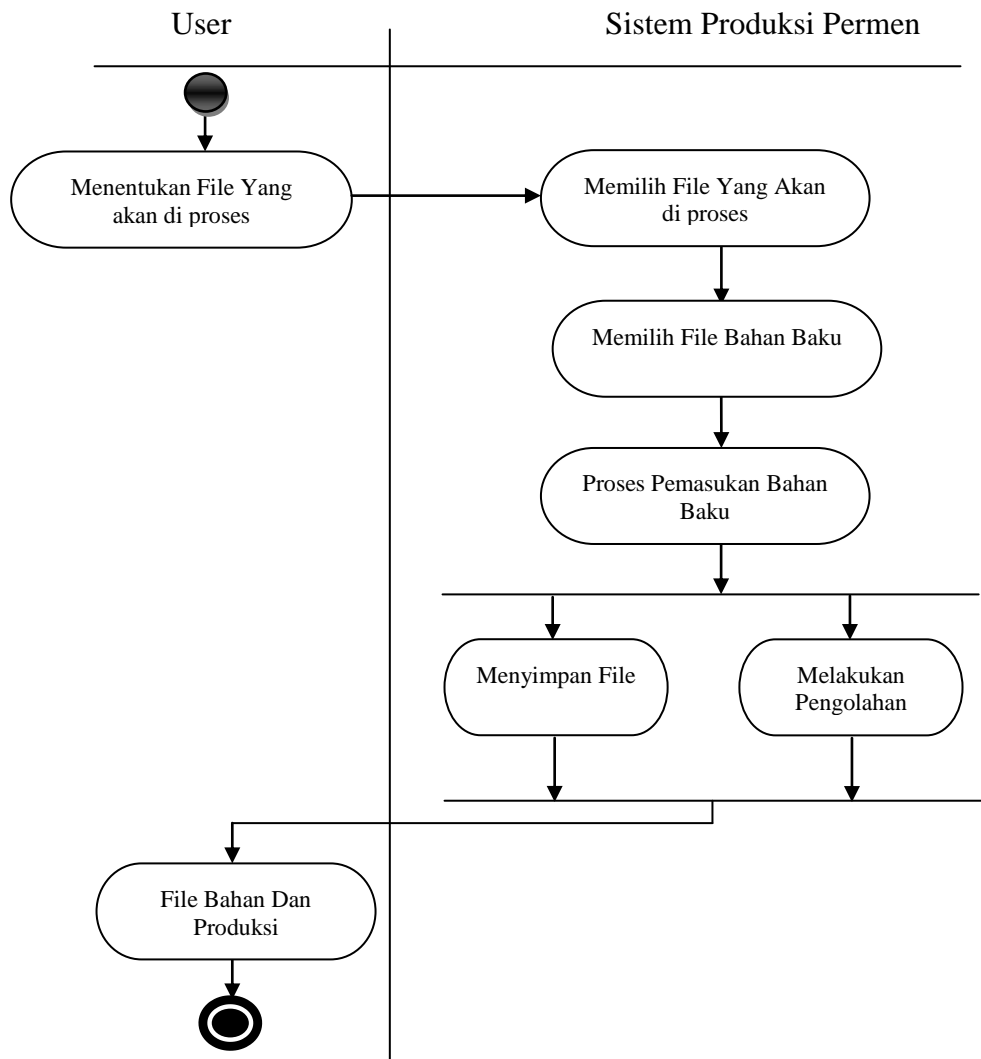 User
Sistem Produksi Permen
Menentukan File Yang
akan di proses
Memilih File Yang Akan
di proses
Memilih File Bahan Baku
Proses Pemasukan Bahan
Baku
Menyimpan File
Melakukan
Pengolahan
File Bahan Dan
Produksi